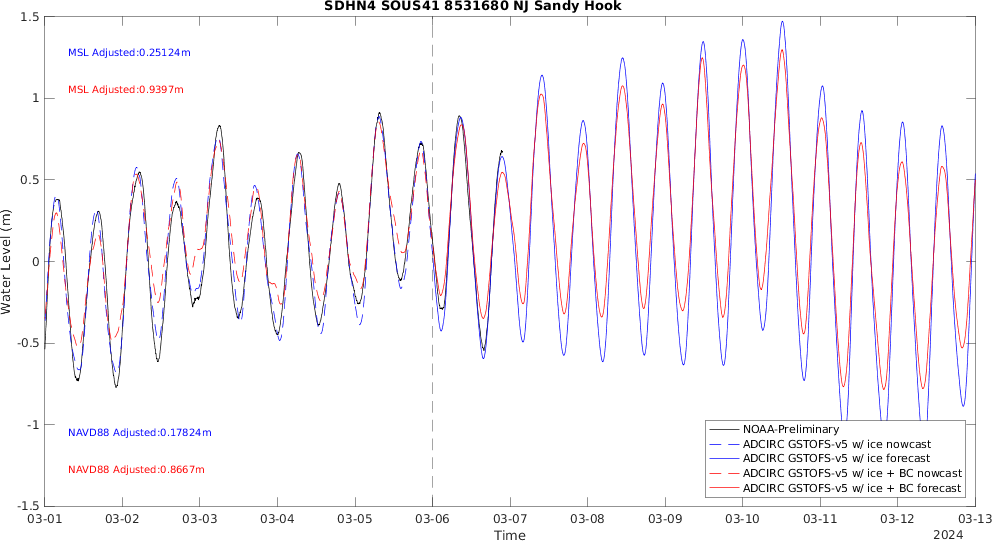 SDHN4 SOUS41 8531680 NJ Sandy Hook
1.5
MSL Adjusted:0.25124m
MSL Adjusted:0.9397m
1
0.5
Water Level (m)
0
-0.5
-1
NAVD88 Adjusted:0.17824m
NAVD88 Adjusted:0.8667m
-1.5
NOAA-Preliminary
ADCIRC GSTOFS-v5 w/ ice nowcast
ADCIRC GSTOFS-v5 w/ ice forecast
ADCIRC GSTOFS-v5 w/ ice + BC nowcast
ADCIRC GSTOFS-v5 w/ ice + BC forecast
03-01 03-02 03-03 03-04 03-05 03-06 03-07 03-08 03-09 03-10 03-11 03-12 03-13
Time
2024